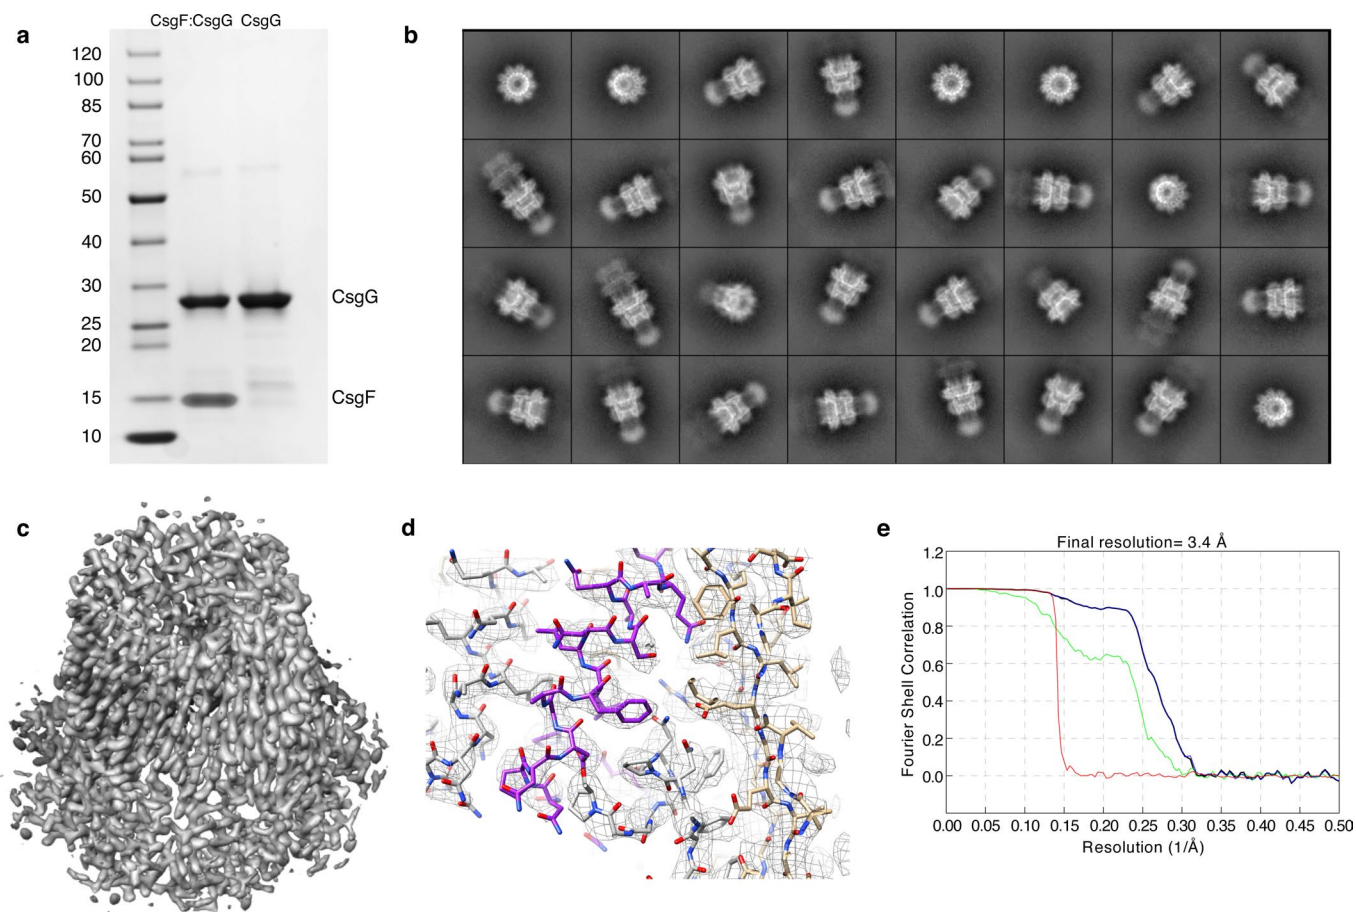 CsgF:CsgG CsgG
a
120
100
85
70
60
50
40
30
25
20
15
10
CsgG
CsgF
b
c
d
e
Final resolution= 3.4 Å
Fourier Shell Correlation
1.2
1.0
0.8
0.6
0.4
0.2
0.0
0.00 0.05 0.10 0.15 0.20 0.25 0.30 0.35 0.40 0.45 0.50
Resolution (1/Å)